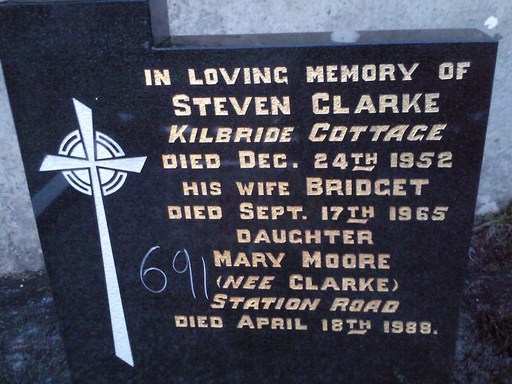 IN LOVING MEMORY OF
STEVEN CLARKE
KILBRIDE COTTAGE
DIED DEC. 24TH 1952
HIS WIFE BRIDGET
DIED SEPT. 17TH 1965
DAUGHTER
MARY MOORE
(NEE CLARKE)
STATION ROAD
DIED APRIL 18TH 1988.
691